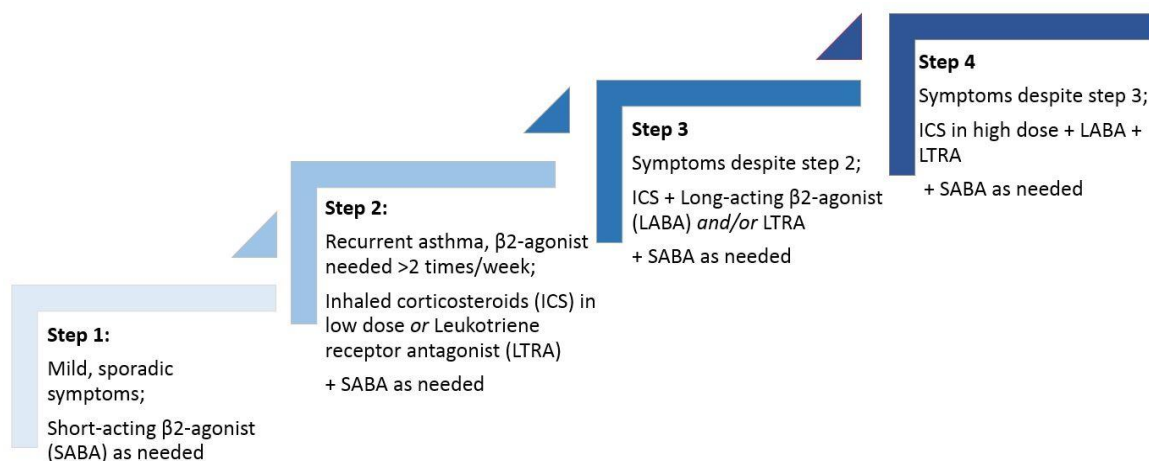 Step 1:
Mild, sporadic
symptoms;
Short-acting β2-agonist
(SABA) as needed
Step 2:
Recurrent asthma, β2-agonist
needed >2 times/week;
Inhaled corticosteroids (ICS) in
low dose or Leukotriene
receptor antagonist (LTRA)
+ SABA as needed
Step 3
Symptoms despite step 2;
ICS + Long-acting β2-agonist
(LABA) and/or LTRA
+ SABA as needed
Step 4
Symptoms despite step 3;
ICS in high dose + LABA +
LTRA
+ SABA as needed